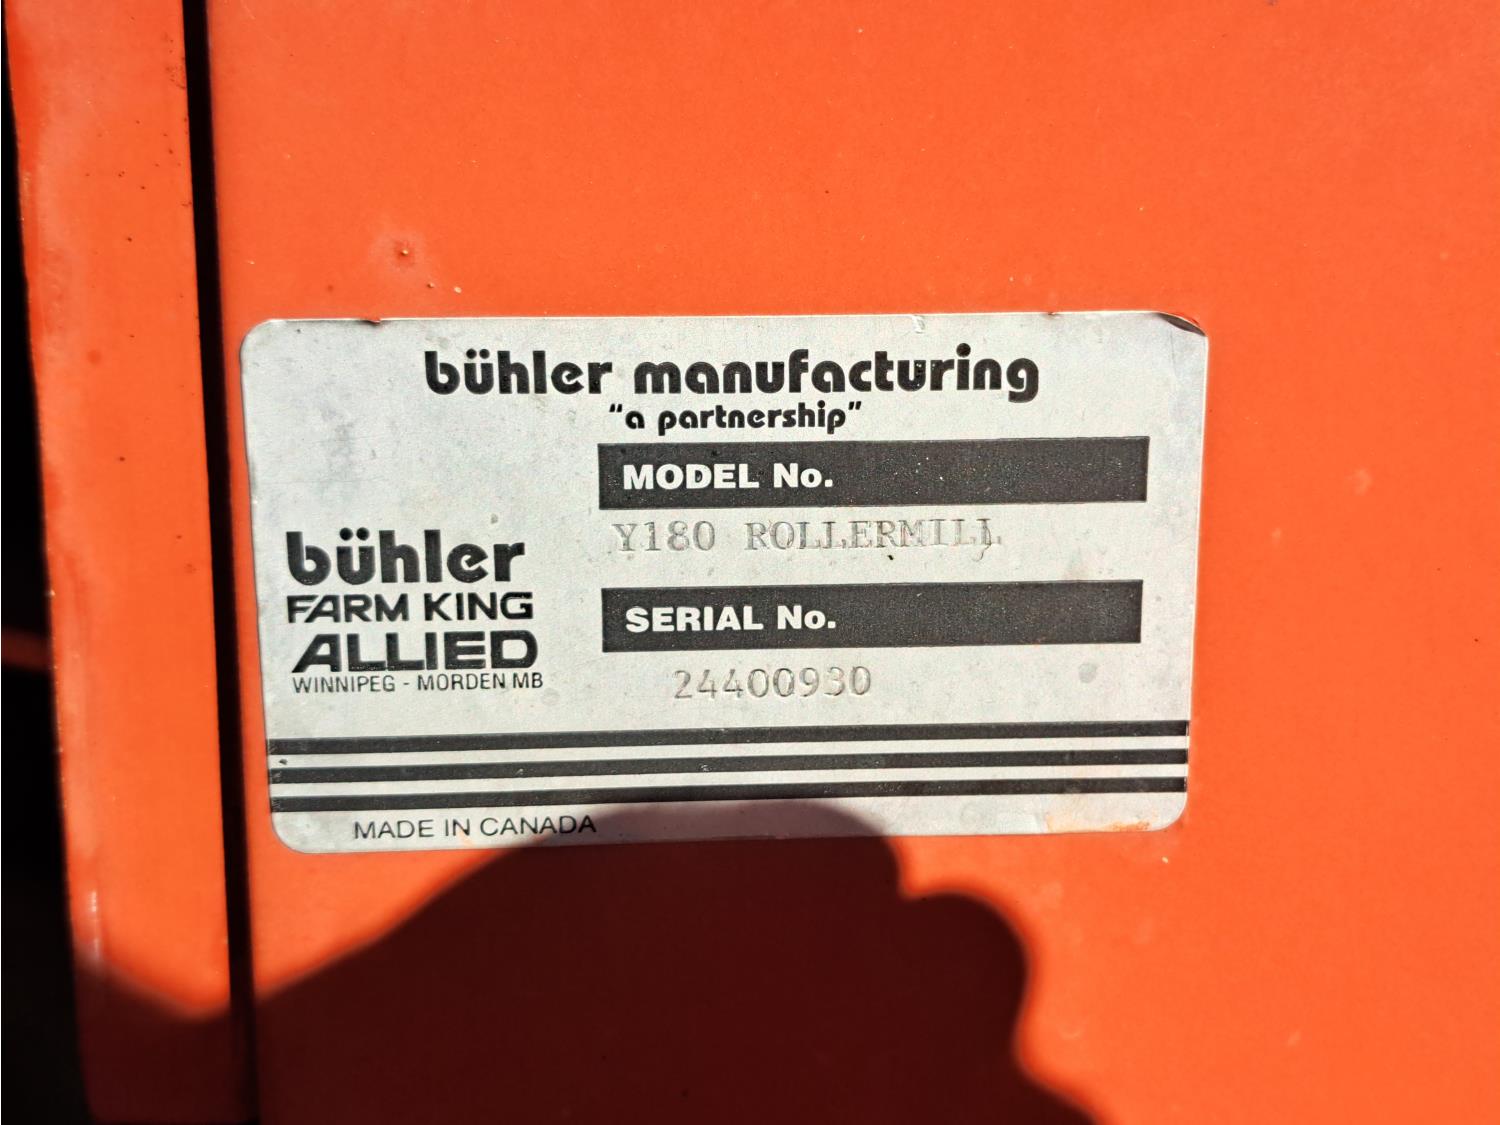 bühler manufacturing
"a partnership"
MODEL No.
Y180 ROLLERMILL
SERIAL No.
24400930
bühler
FARM KING
ALLIED
WINNIPEG - MORDEN MB
MADE IN CANADA